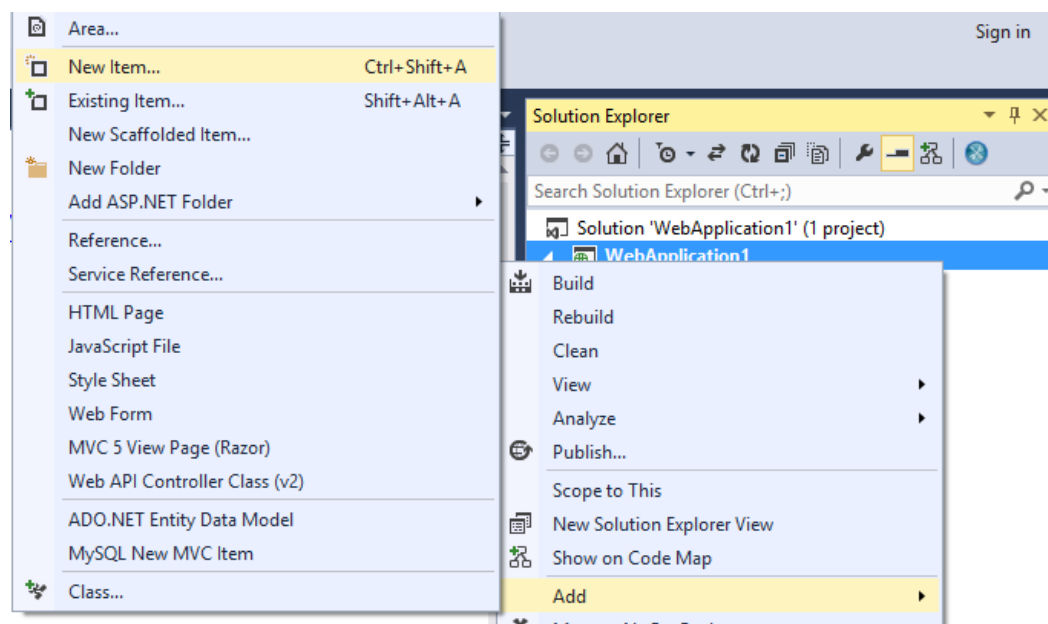 Area...
New Item... Ctrl+Shift+A
Existing Item... Shift+Alt+A
New Scaffolded Item...
New Folder
Add ASP.NET Folder
Reference...
Service Reference...
HTML Page
JavaScript File
Style Sheet
Web Form
MVC 5 View Page (Razor)
Web API Controller Class (v2)
ADO.NET Entity Data Model
MySQL New MVC Item
Class...
Sign in
Solution Explorer
Search Solution Explorer (Ctrl+;)
Solution 'WebApplication1' (1 project)
WebApplication1
Build
Rebuild
Clean
View
Analyze
Publish...
Scope to This
New Solution Explorer View
Show on Code Map
Add